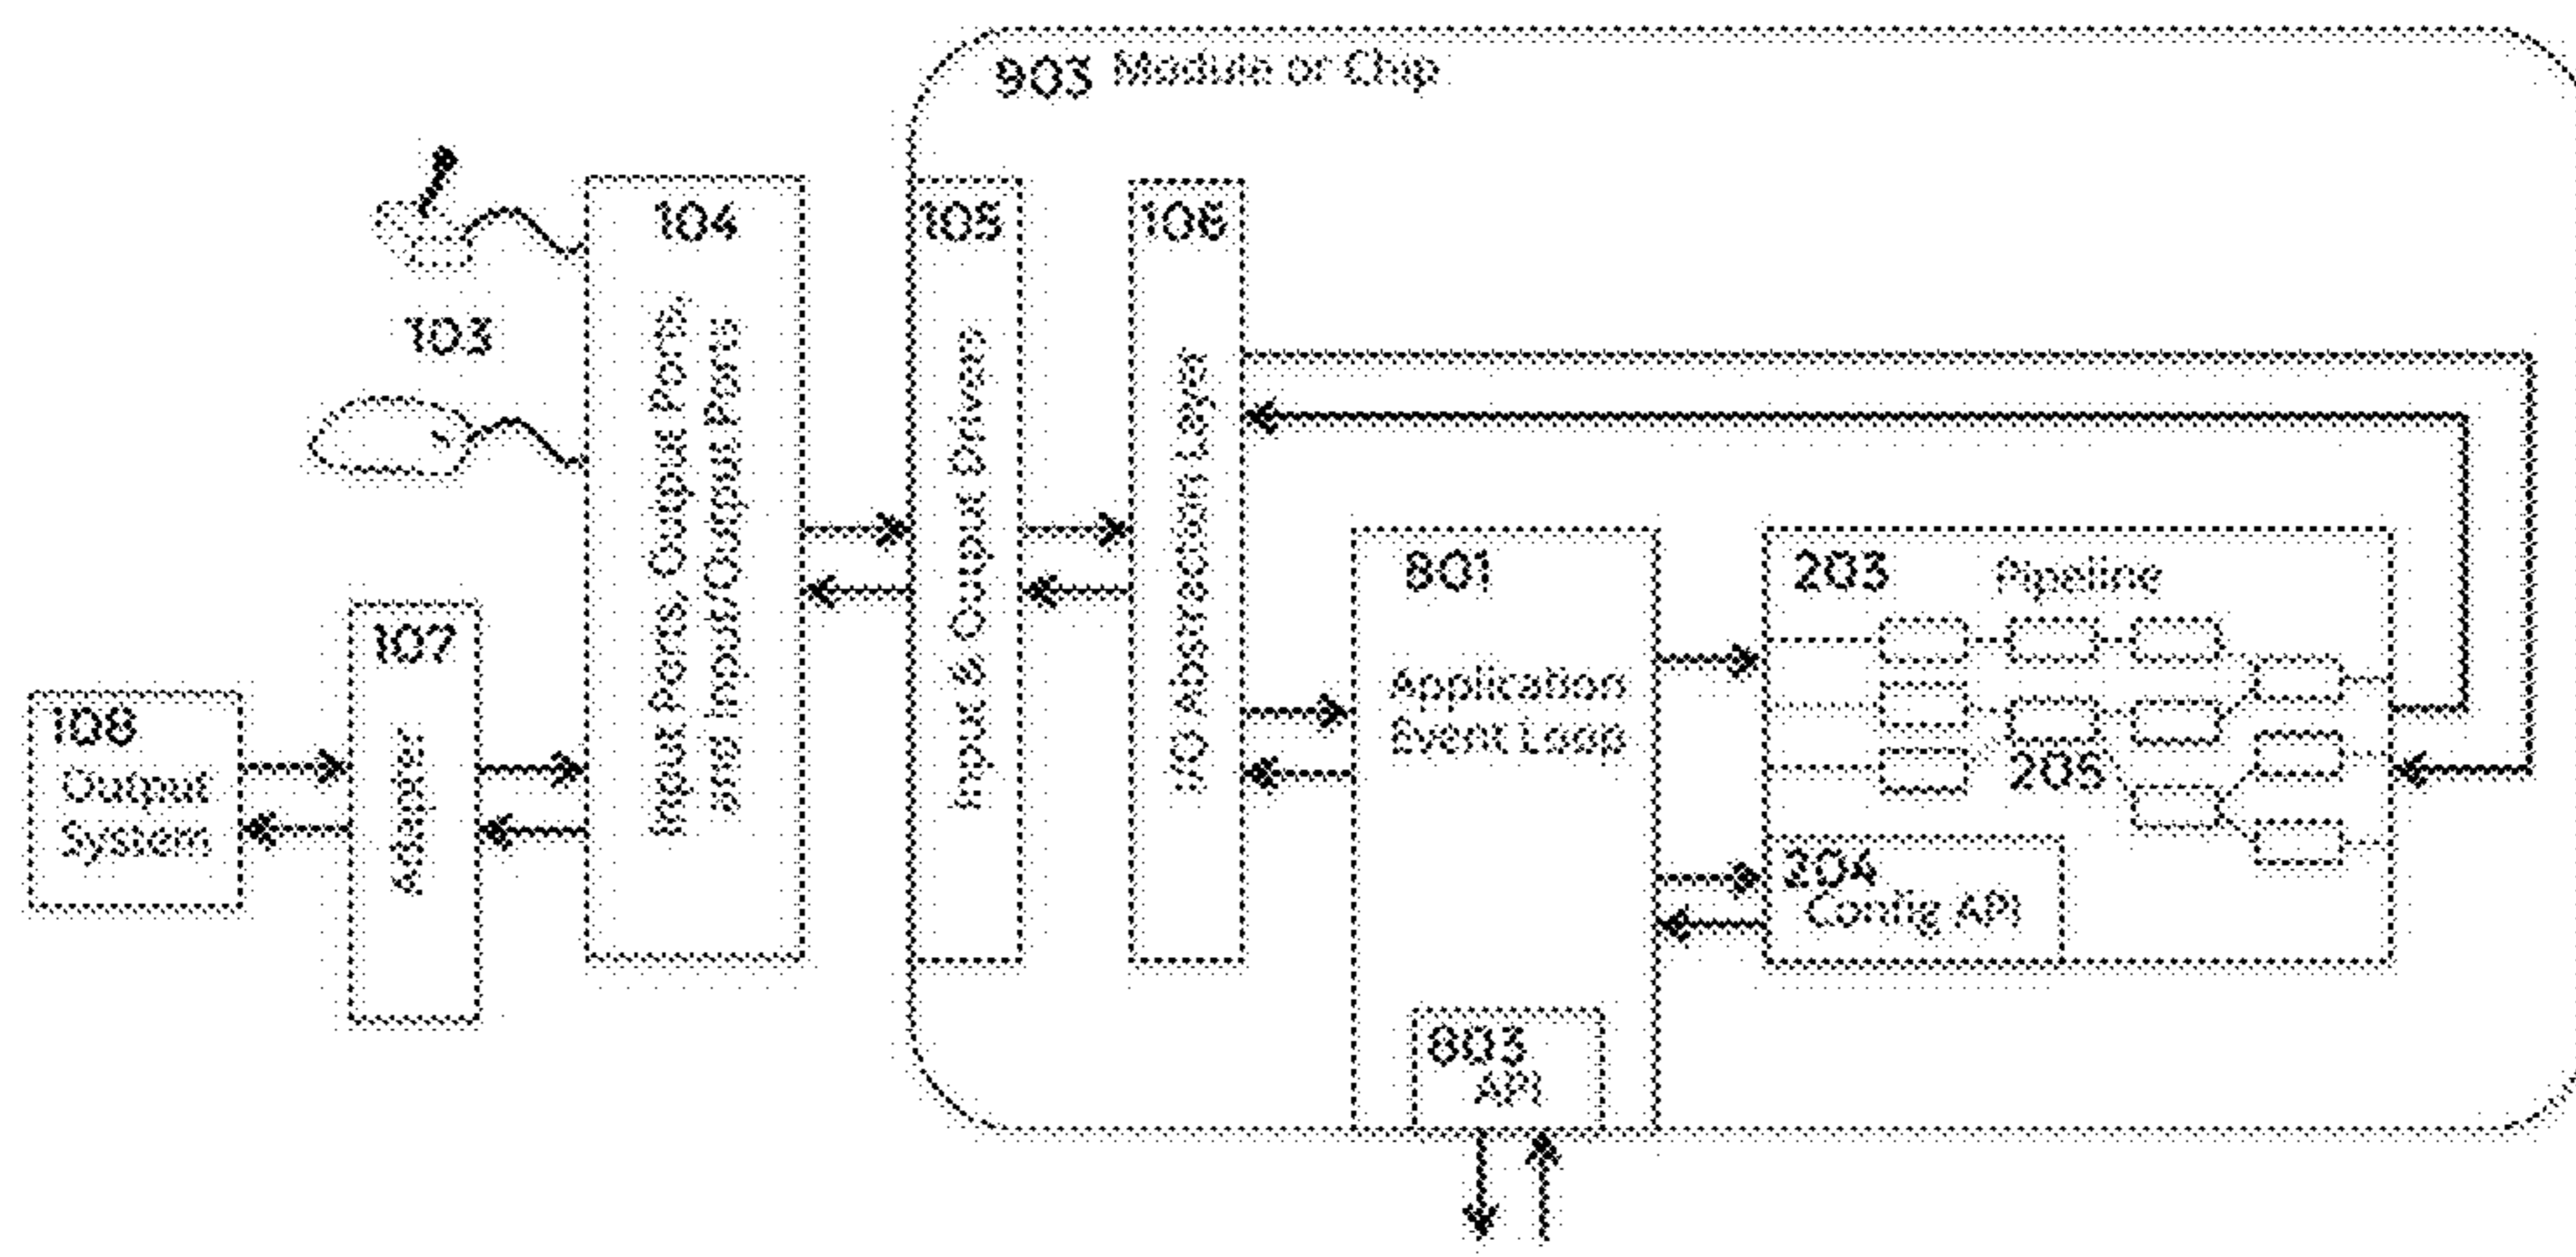 903 Module or Chip
103
104
Input ports, Output Ports,
and Input/Output Ports
105
Input & Output Drivers
106
I/O Abstraction Layer
107
Adapter
108
Output
System
801
Application
Event Loop
803
API
203 Pipeline
205
204
Config API